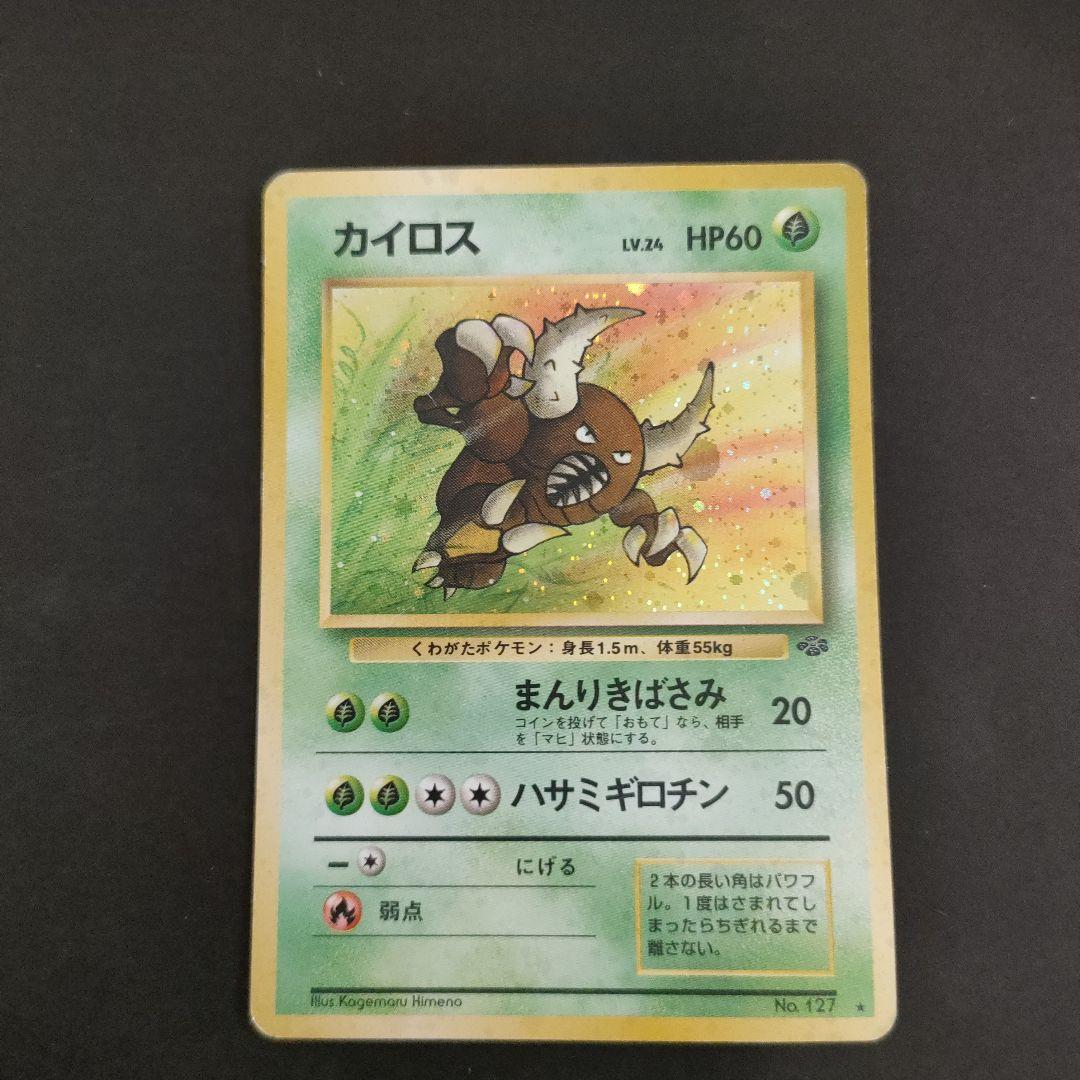 カイロス LV.24 HP60
くわがたポケモン：身長1.5m、体重55kg
まんりきばさみ 20
コインを投げて「おもて」なら、相手
を「マヒ」状態にする。
ハサミギロチン 50
ー にげる
弱点
2本の長い角はパワフ
ル。1度はさまれてし
まったらちぎれるまで
離さない。
Illus. Kagemaru Himeno No. 127 ★